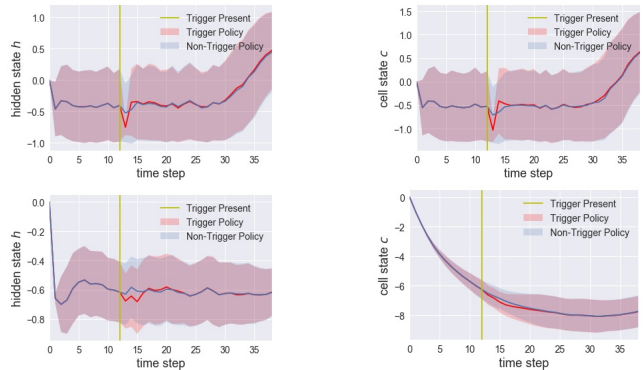 hidden state h
1.0
0.5
0.0
−0.5
−1.0
Trigger Present
Trigger Policy
Non-Trigger Policy
0 5 10 15 20 25 30 35
time step
cell state c
1.5
1.0
0.5
0.0
−0.5
−1.0
Trigger Present
Trigger Policy
Non-Trigger Policy
0 5 10 15 20 25 30 35
time step
hidden state h
0.0
−0.2
−0.4
−0.6
−0.8
Trigger Present
Trigger Policy
Non-Trigger Policy
0 5 10 15 20 25 30 35
time step
cell state c
0
−2
−4
−6
−8
Trigger Present
Trigger Policy
Non-Trigger Policy
0 5 10 15 20 25 30 35
time step